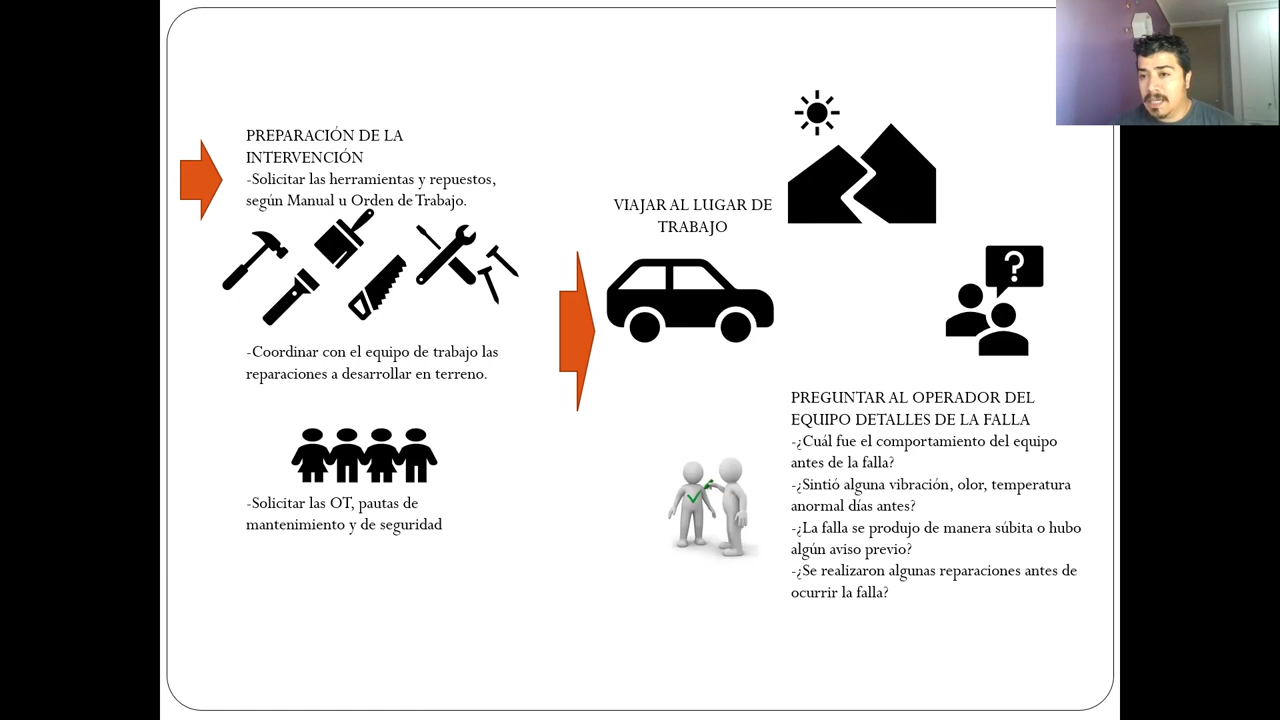 PREPARACIÓN DE LA
INTERVENCIÓN
-Solicitar las herramientas y repuestos,
según Manual u Orden de Trabajo.
-Coordinar con el equipo de trabajo las
reparaciones a desarrollar en terreno.
-Solicitar las OT, pautas de
mantenimiento y de seguridad
VIAJAR AL LUGAR DE
TRABAJO
?
PREGUNTAR AL OPERADOR DEL
EQUIPO DETALLES DE LA FALLA
-¿Cuál fue el comportamiento del equipo
antes de la falla?
-¿Sintió alguna vibración, olor, temperatura
anormal días antes?
-¿La falla se produjo de manera súbita o hubo
algún aviso previo?
-¿Se realizaron algunas reparaciones antes de
ocurrir la falla?